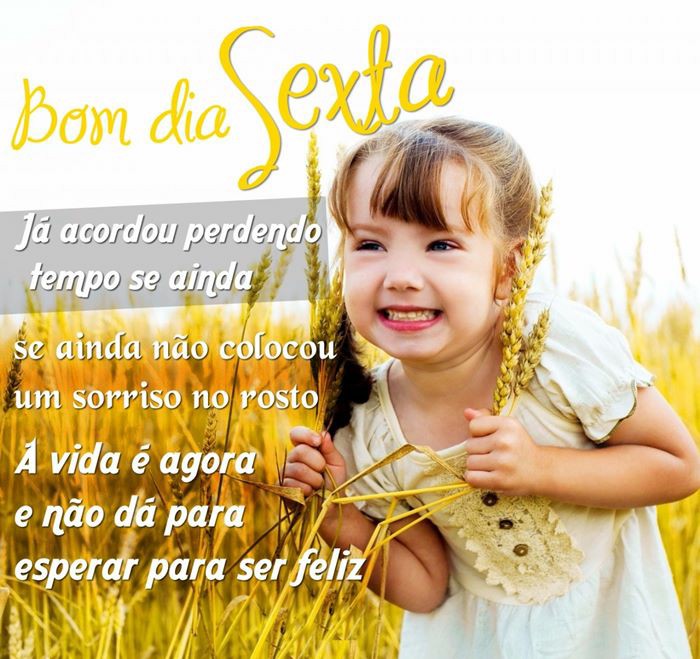 Bom dia Sexta
Já acordou perdendo
tempo se ainda
se ainda não colocou
um sorriso no rosto
A vida é agora
e não dá para
esperar para ser feliz